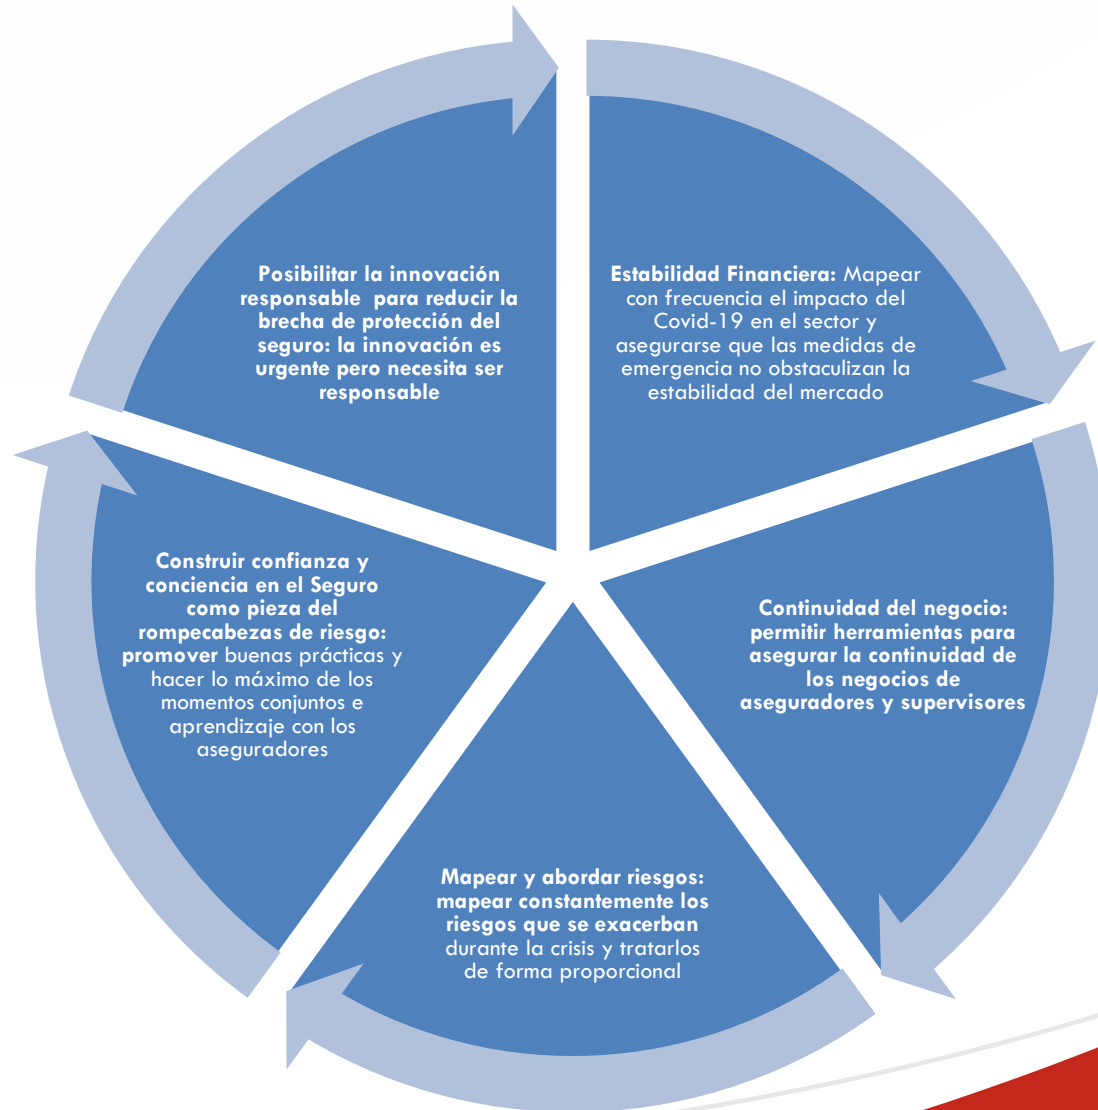 Posibilitar la innovación
responsable para reducir la
brecha de protección del
seguro: la innovación es
urgente pero necesita ser
responsable
Estabilidad Financiera: Mapear
con frecuencia el impacto del
Covid-19 en el sector y
asegurarse que las medidas de
emergencia no obstaculizan la
estabilidad del mercado
Construir confianza y
conciencia en el Seguro
como pieza del
rompecabezas de riesgo:
promover buenas prácticas y
hacer lo máximo de los
momentos conjuntos e
aprendizaje con los
aseguradores
Continuidad del negocio:
permitir herramientas para
asegurar la continuidad de
los negocios de
aseguradores y supervisores
Mapear y abordar riesgos:
mapear constantemente los
riesgos que se exacerban
durante la crisis y tratarlos
de forma proporcional